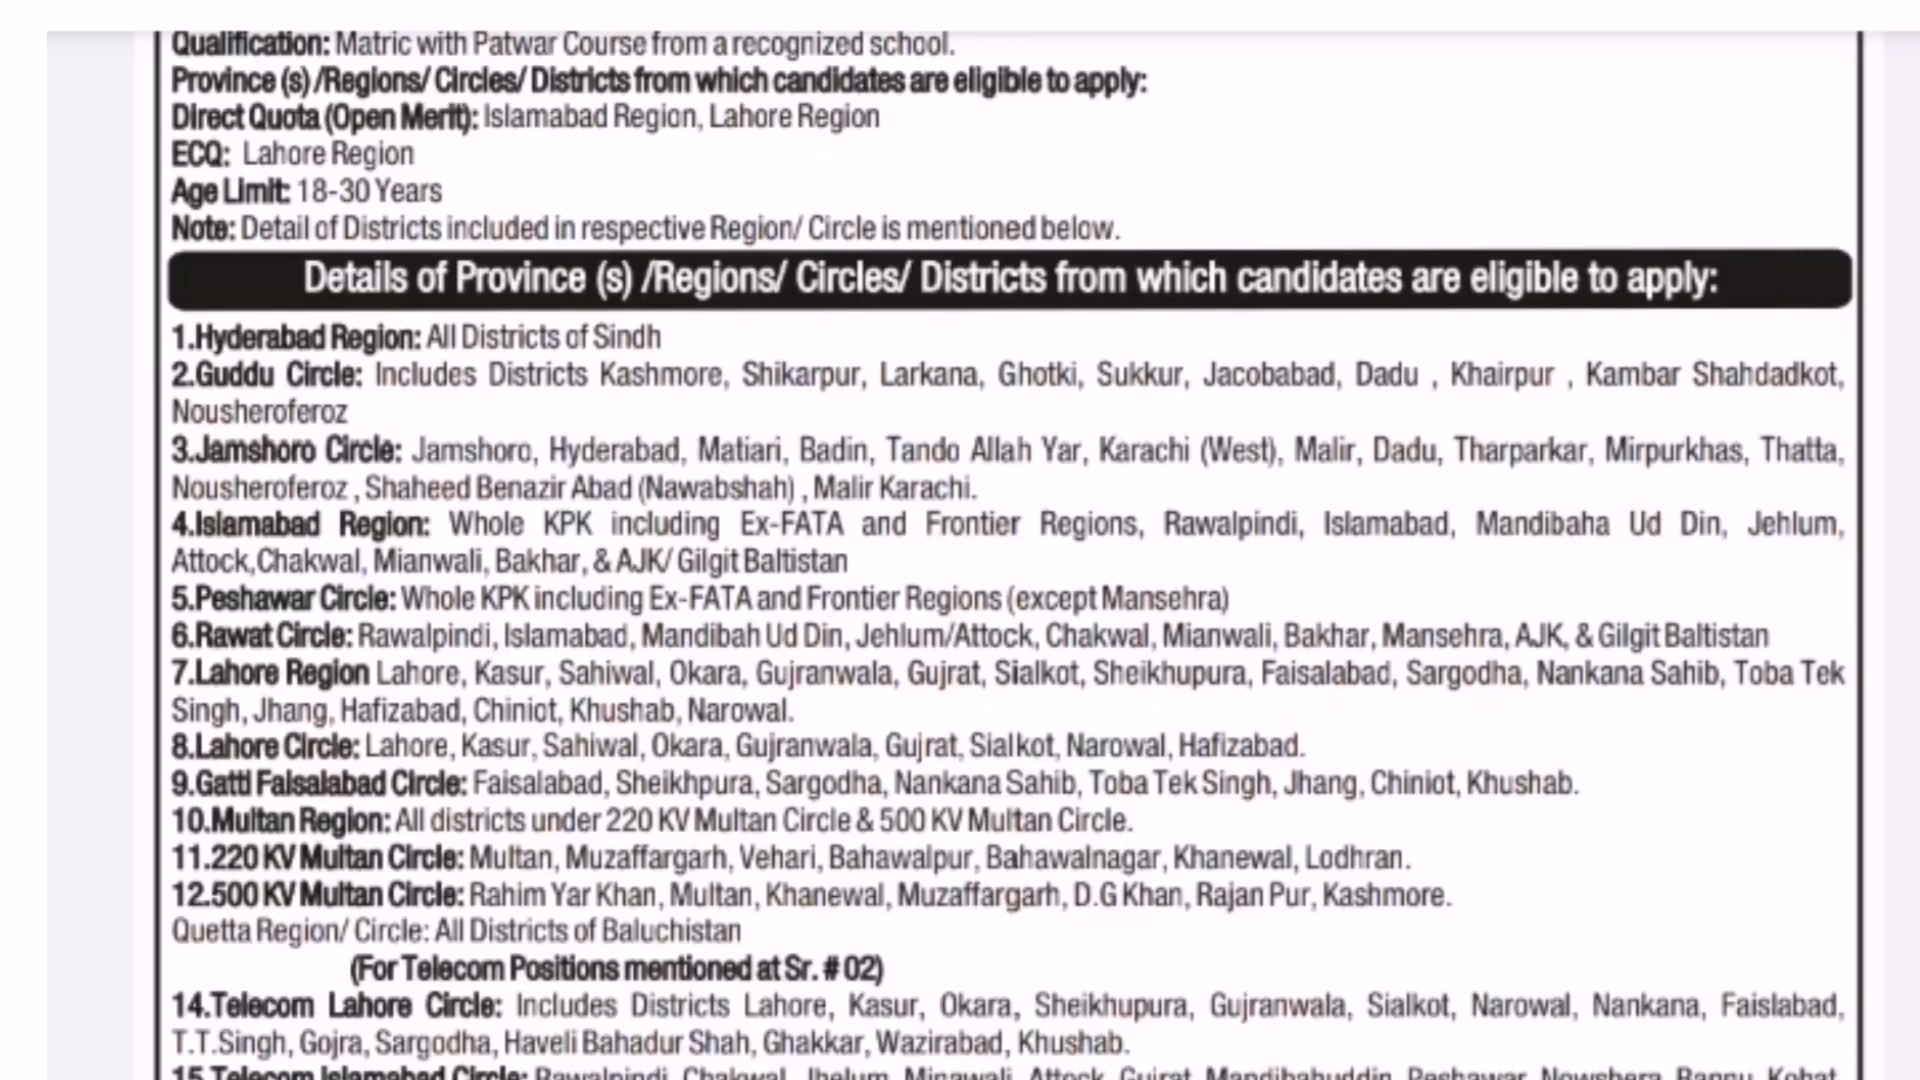 Qualification: Matric with Patwar Course from a recognized school.
Province (s) /Regions/ Circles/ Districts from which candidates are eligible to apply:
Direct Quota (Open Merit): Islamabad Region, Lahore Region
ECQ: Lahore Region
Age Limit: 18-30 Years
Note: Detail of Districts included in respective Region/ Circle is mentioned below.
Details of Province (s) /Regions/ Circles/ Districts from which candidates are eligible to apply:
1.Hyderabad Region: All Districts of Sindh
2.Guddu Circle: Includes Districts Kashmore, Shikarpur, Larkana, Ghotki, Sukkur, Jacobabad, Dadu , Khairpur , Kambar Shahdadkot,
Nousheroferoz
3.Jamshoro Circle: Jamshoro, Hyderabad, Matiari, Badin, Tando Allah Yar, Karachi (West), Malir, Dadu, Tharparkar, Mirpurkhas, Thatta,
Nousheroferoz , Shaheed Benazir Abad (Nawabshah) , Malir Karachi.
4.Islamabad Region: Whole KPK including Ex-FATA and Frontier Regions, Rawalpindi, Islamabad, Mandibaha Ud Din, Jehlum,
Attock,Chakwal, Mianwali, Bakhar, & AJK/ Gilgit Baltistan
5.Peshawar Circle: Whole KPK including Ex-FATA and Frontier Regions (except Mansehra)
6.Rawat Circle: Rawalpindi, Islamabad, Mandibah Ud Din, Jehlum/Attock, Chakwal, Mianwali, Bakhar, Mansehra, AJK, & Gilgit Baltistan
7.Lahore Region Lahore, Kasur, Sahiwal, Okara, Gujranwala, Gujrat, Sialkot, Sheikhupura, Faisalabad, Sargodha, Nankana Sahib, Toba Tek
Singh, Jhang, Hafizabad, Chiniot, Khushab, Narowal.
8.Lahore Circle: Lahore, Kasur, Sahiwal, Okara, Gujranwala, Gujrat, Sialkot, Narowal, Hafizabad.
9.Gatti Faisalabad Circle: Faisalabad, Sheikhpura, Sargodha, Nankana Sahib, Toba Tek Singh, Jhang, Chiniot, Khushab.
10.Multan Region: All districts under 220 KV Multan Circle & 500 KV Multan Circle.
11.220 KV Multan Circle: Multan, Muzaffargarh, Vehari, Bahawalpur, Bahawalnagar, Khanewal, Lodhran.
12.500 KV Multan Circle: Rahim Yar Khan, Multan, Khanewal, Muzaffargarh, D.G Khan, Rajan Pur, Kashmore.
Quetta Region/ Circle: All Districts of Baluchistan
(For Telecom Positions mentioned at Sr. # 02)
14.Telecom Lahore Circle: Includes Districts Lahore, Kasur, Okara, Sheikhupura, Gujranwala, Sialkot, Narowal, Nankana, Faislabad,
T.T.Singh, Gojra, Sargodha, Haveli Bahadur Shah, Ghakkar, Wazirabad, Khushab.
15.Telecom Islamabad Circle: Rawalpindi, Chakwal, Jhelum, Minawali, Attock, Gujrat, Mandibahuddin, Peshawar, Nowshera, Bannu, Kohat,